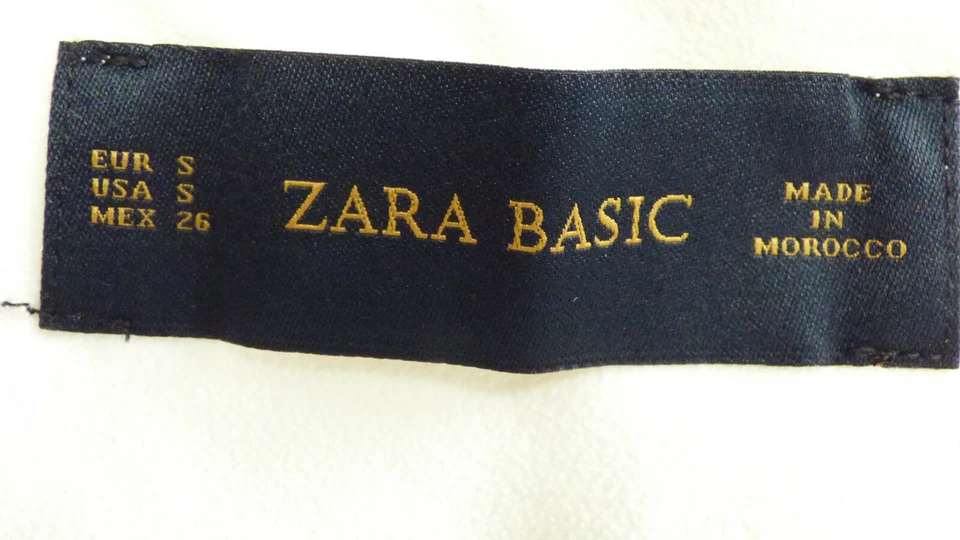 EUR S
USA S
MEX 26
ZARA BASIC
MADE
IN
MOROCCO